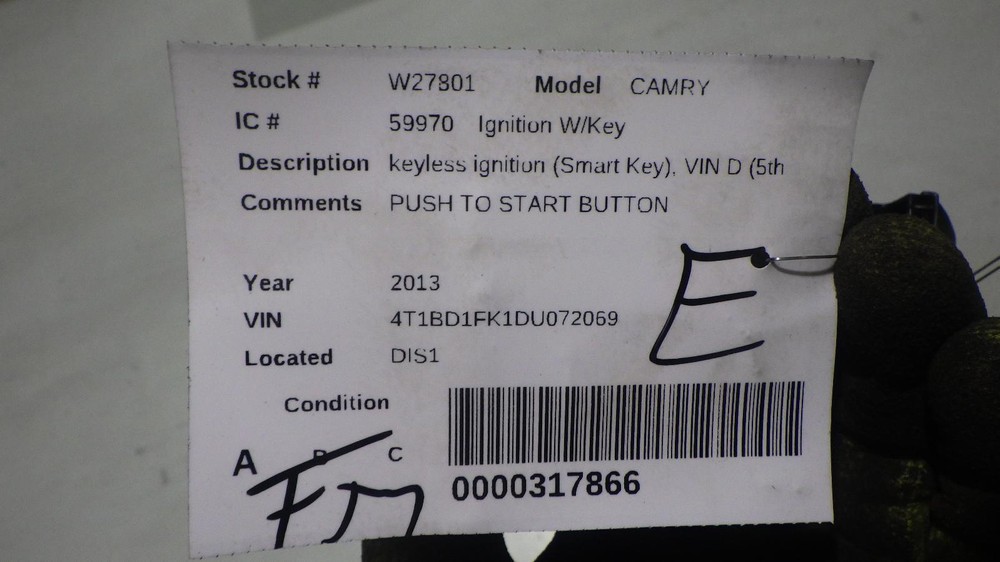 Stock # W27801 Model CAMRY
IC # 59970 Ignition W/Key
Description keyless ignition (Smart Key), VIN D (5th
Comments PUSH TO START BUTTON
Year 2013
VIN 4T1BD1FK1DU072069
Located DIS1
E
Condition
A B C
0000317866